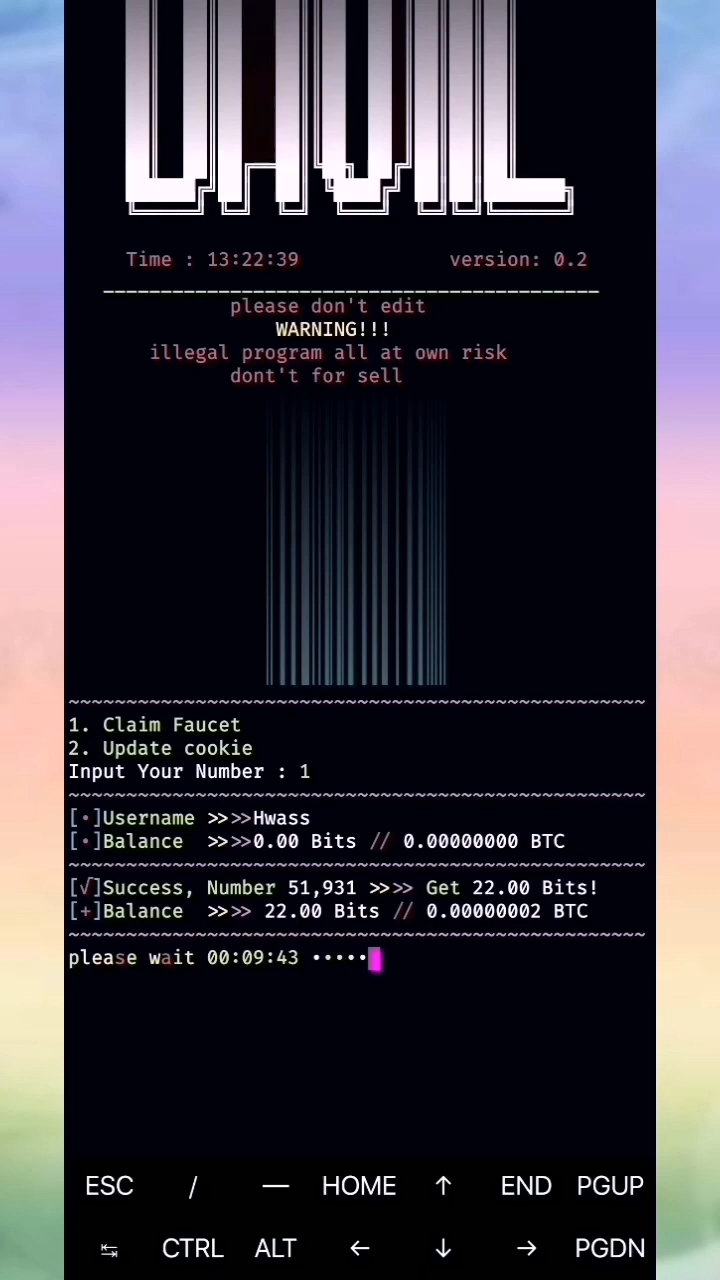 Time : 13:22:39 version: 0.2
please don't edit
WARNING!!!
illegal program all at own risk
dont't for sell
1. Claim Faucet
2. Update cookie
Input Your Number : 1
[·]Username >>>>Hwass
[·]Balance >>>>0.00 Bits // 0.00000000 BTC
[√]Success, Number 51,931 >>>> Get 22.00 Bits!
[+]Balance >>>> 22.00 Bits // 0.00000002 BTC
please wait 00:09:43 •••••
ESC / — HOME ↑ END PGUP
↹ CTRL ALT ← ↓ → PGDN